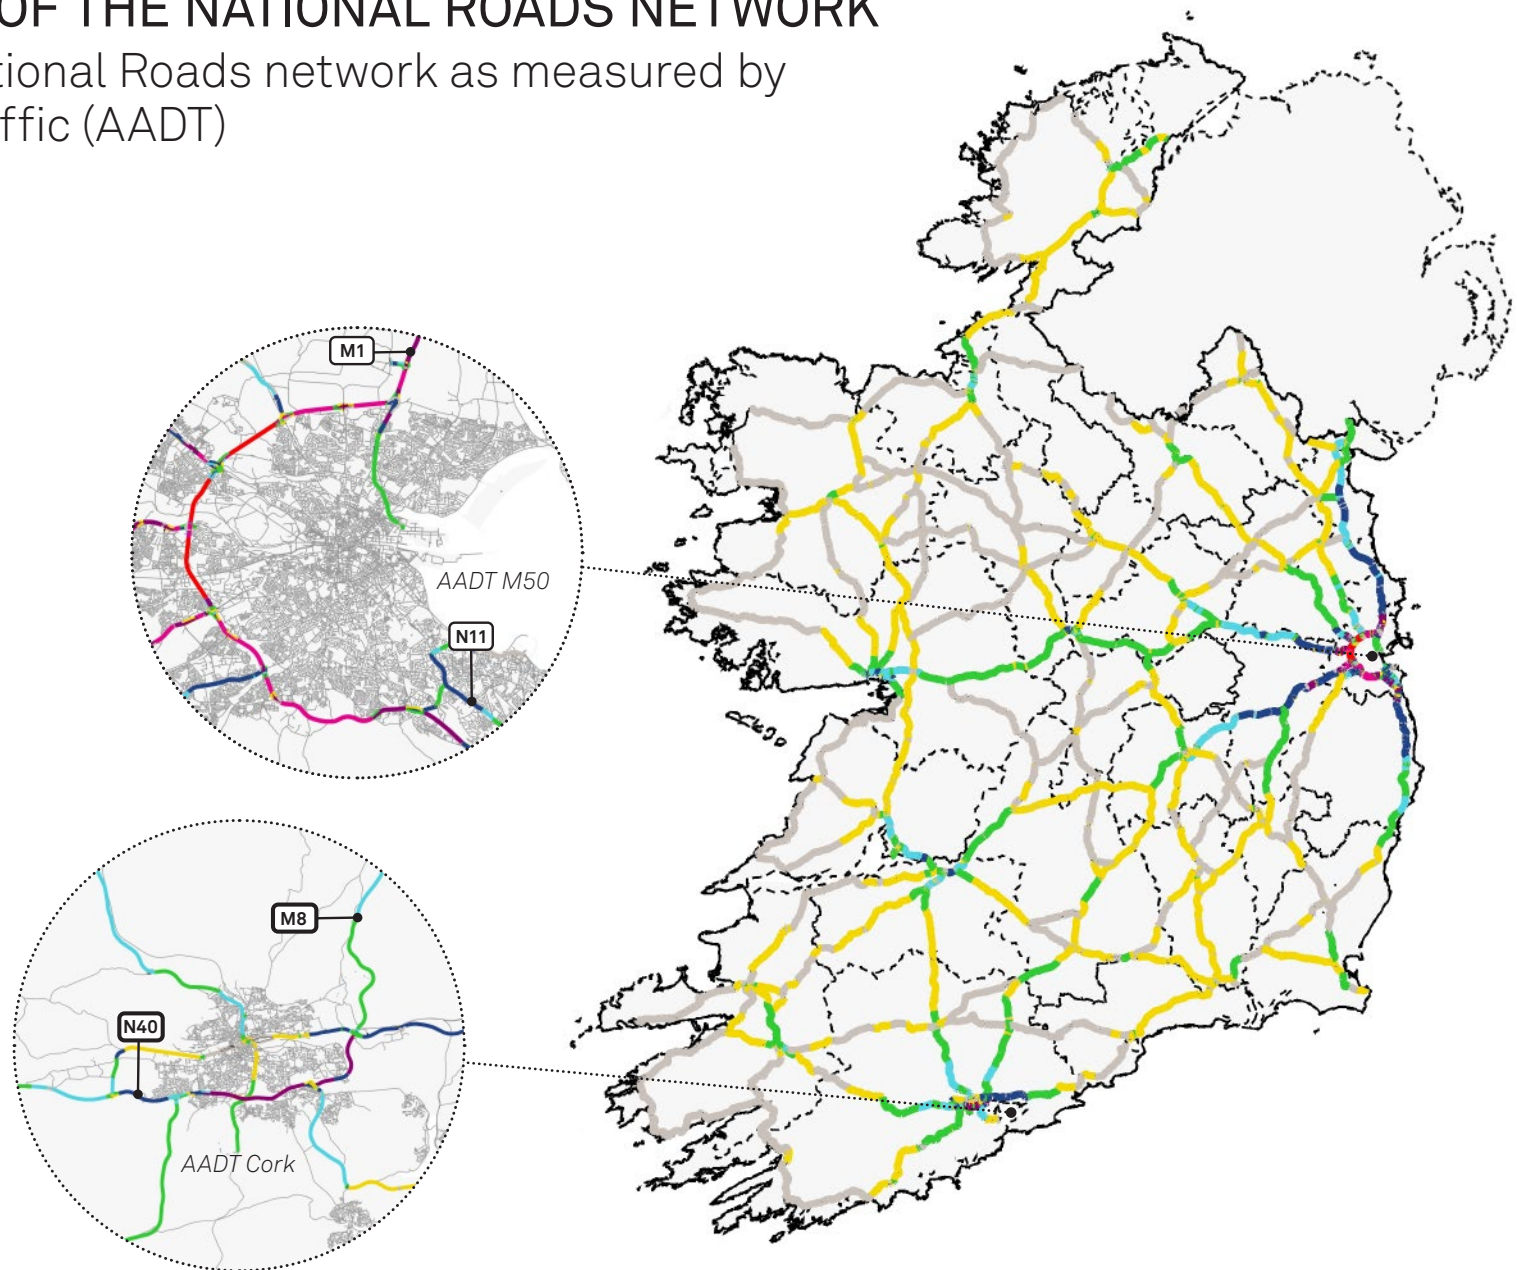 OF THE NATIONAL ROADS NETWORK
tional Roads network as measured by
ffic (AADT)
M1
AADT M50
N11
M8
N40
AADT Cork